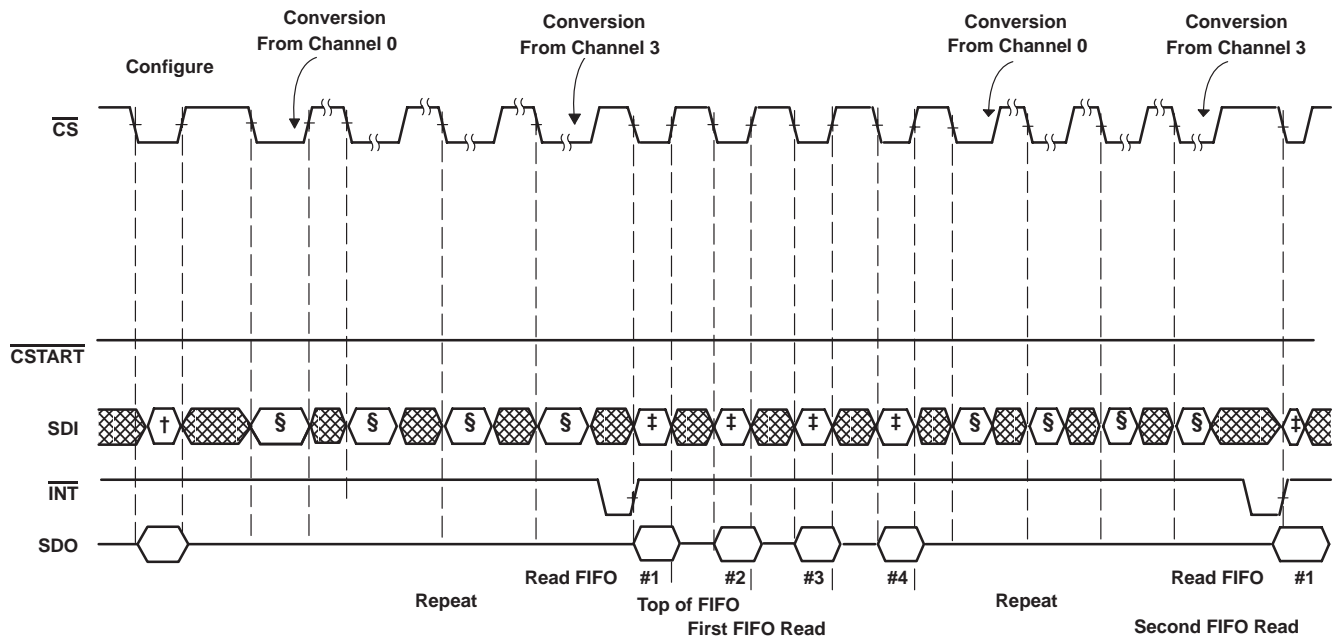 Conversion
From Channel 0
Conversion
From Channel 3
Conversion
From Channel 0
Conversion
From Channel 3
Configure
CS
CSTART
SDI † § § § § ‡ ‡ ‡ ‡ § § § § ‡
INT
SDO
Read FIFO #1 #2 #3 #4 Read FIFO #1
Repeat Top of FIFO Repeat
First FIFO Read Second FIFO Read